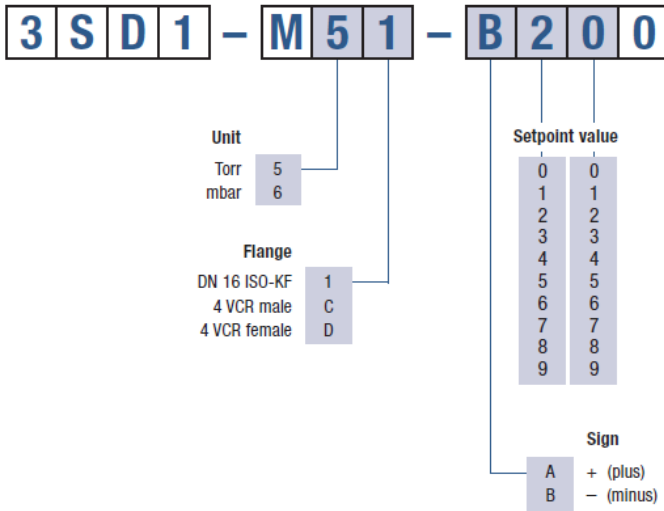 3SD1–M51–B200
Unit
Torr 5
mbar 6
Flange
DN 16 ISO-KF 1
4 VCR male C
4 VCR female D
Setpoint value
0 0
1 1
2 2
3 3
4 4
5 5
6 6
7 7
8 8
9 9
Sign
A + (plus)
B – (minus)